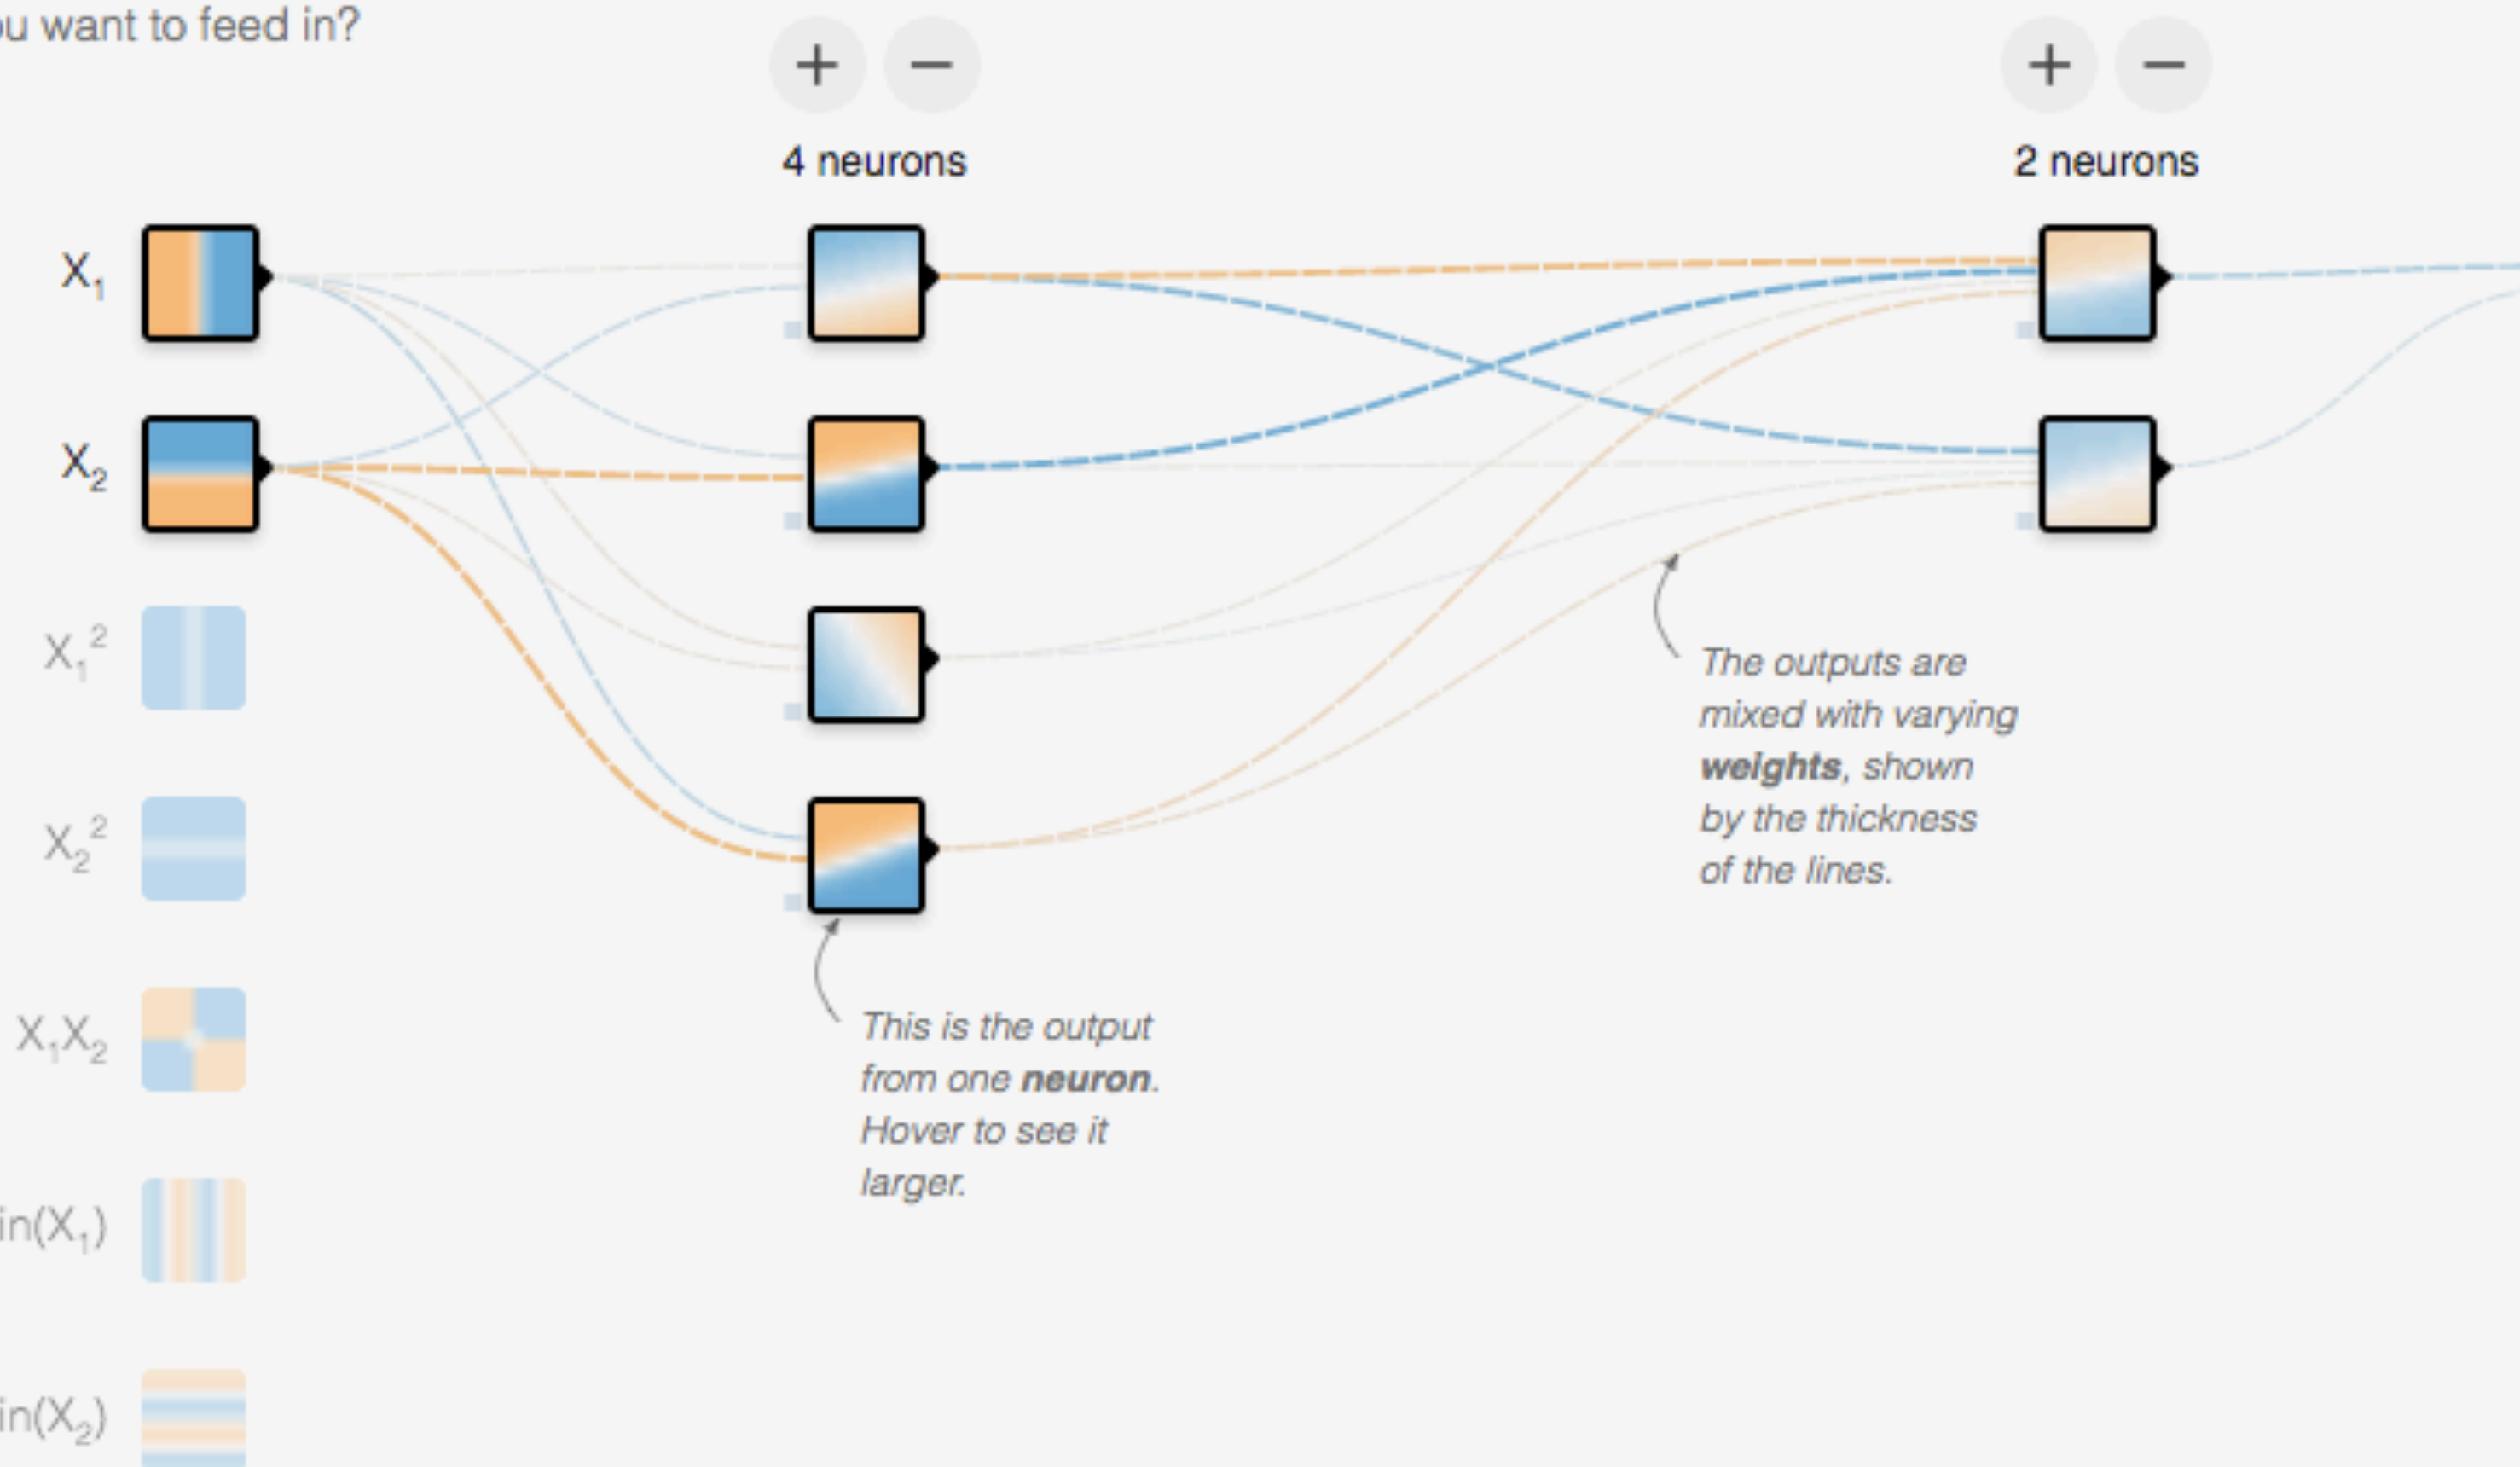 ou want to feed in?
+ − + −
4 neurons
2 neurons
X₁
X₂
X₁²
X₂²
X₁X₂
in(X₁)
in(X₂)
The outputs are
mixed with varying
weights, shown
by the thickness
of the lines.
This is the output
from one neuron.
Hover to see it
larger.